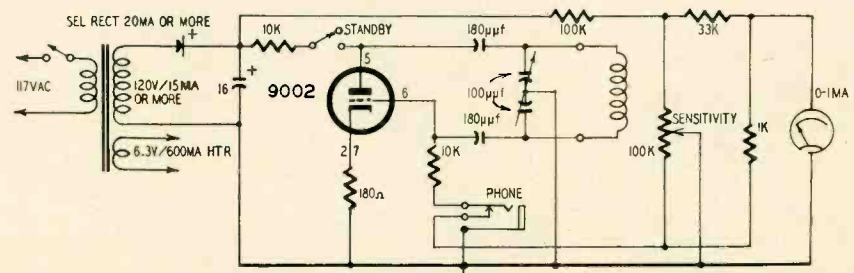 SEL RECT 20MA OR MORE
117VAC
120V/15MA
OR MORE
6.3V/600MA HTR
+
16
+
10K
STANDBY
9002
5
6
2
7
180Ω
180µµf
100µµf
180µµf
10K
PHONE
100K
33K
SENSITIVITY
100K
1K
0-1MA